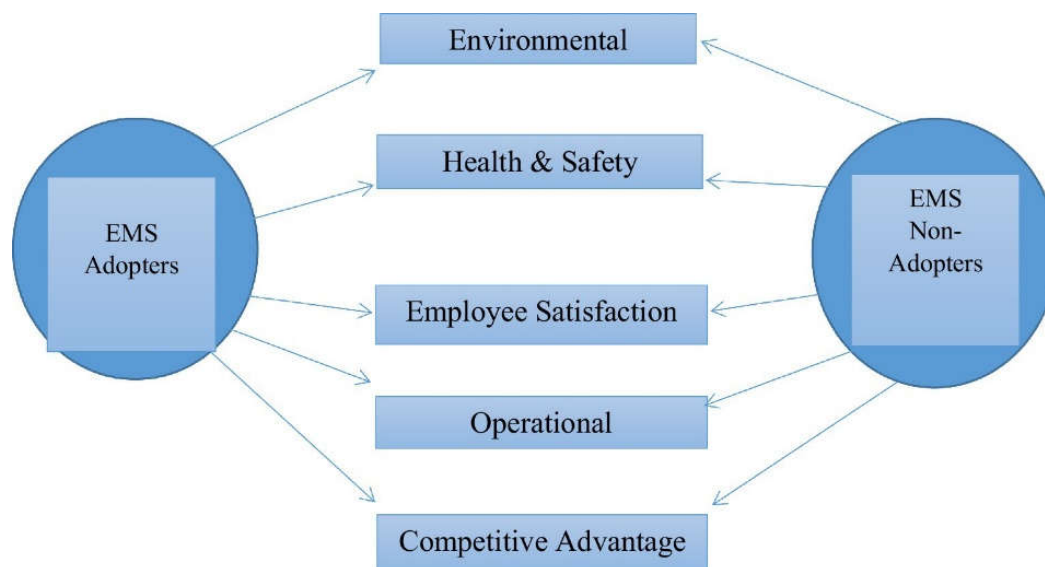 Environmental
Health & Safety
EMS
Adopters
EMS
Non-
Adopters
Employee Satisfaction
Operational
Competitive Advantage